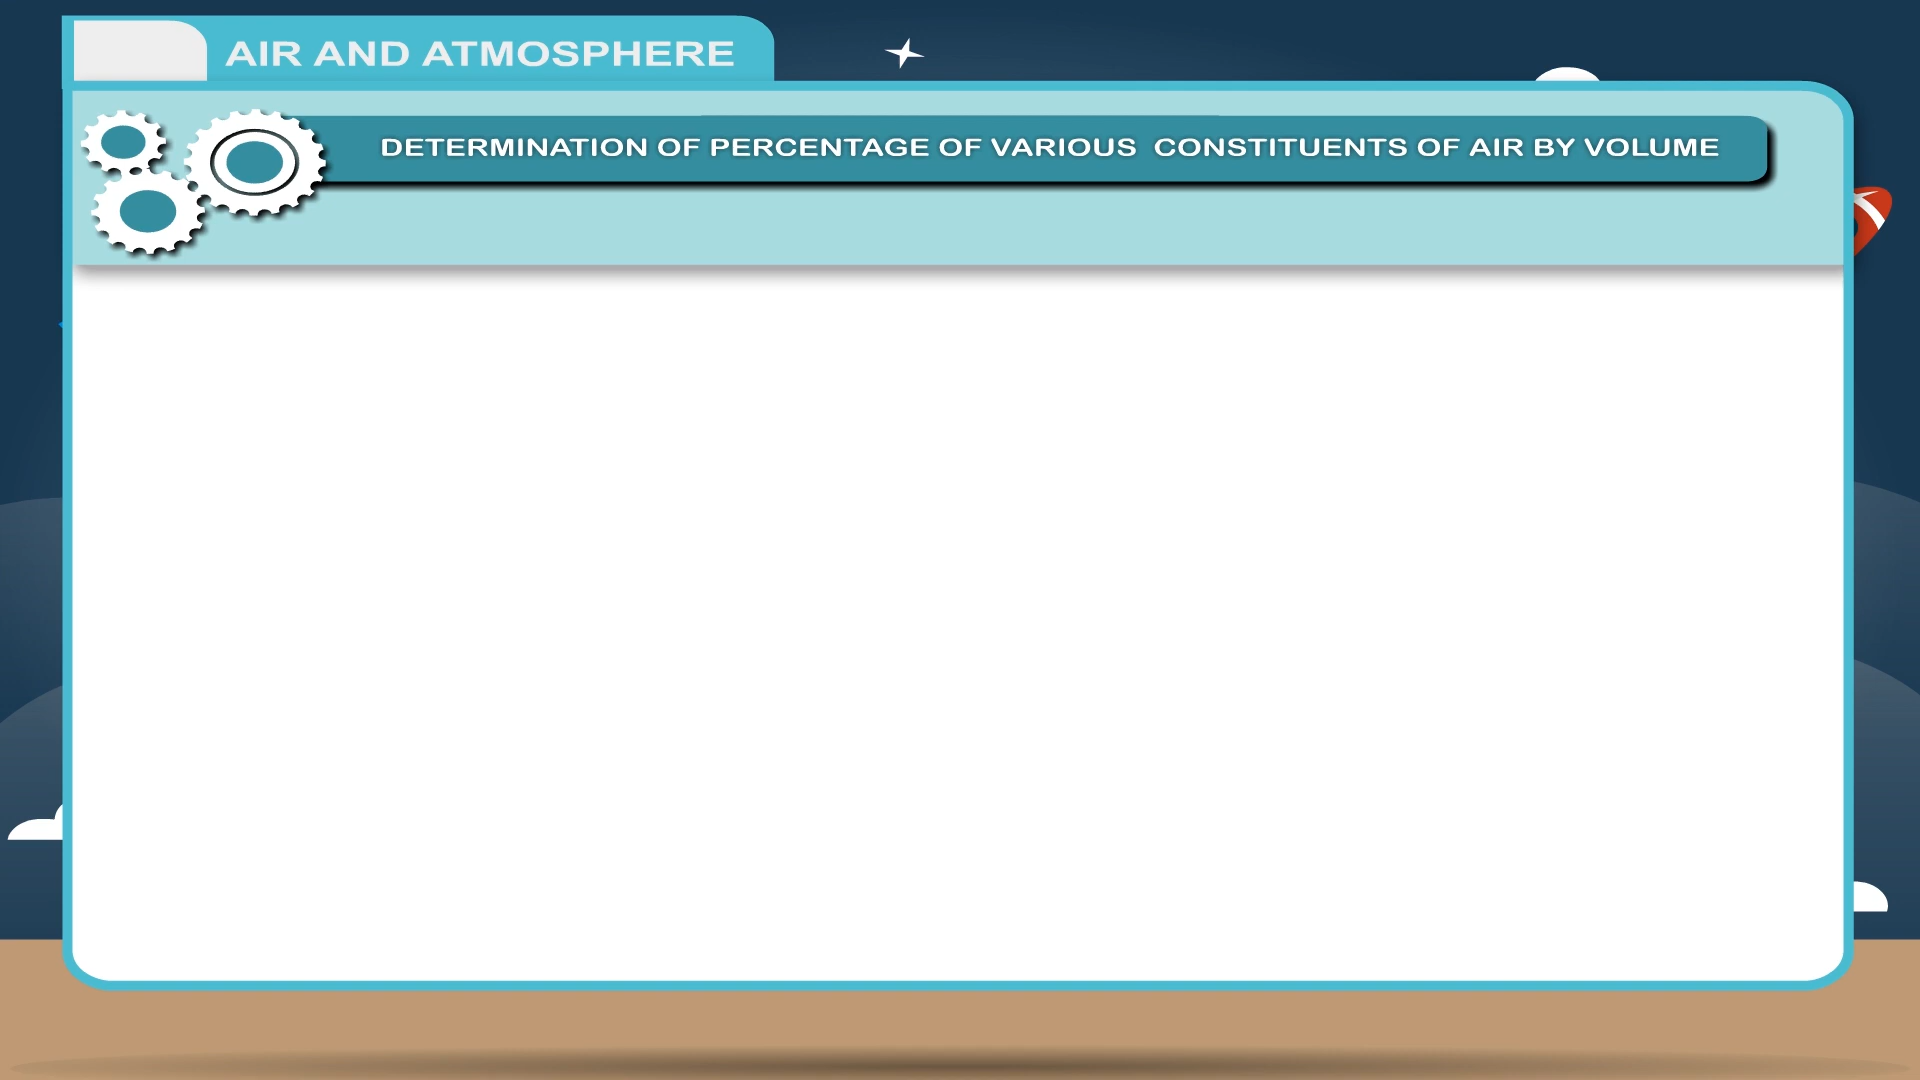 AIR AND ATMOSPHERE
DETERMINATION OF PERCENTAGE OF VARIOUS CONSTITUENTS OF AIR BY VOLUME